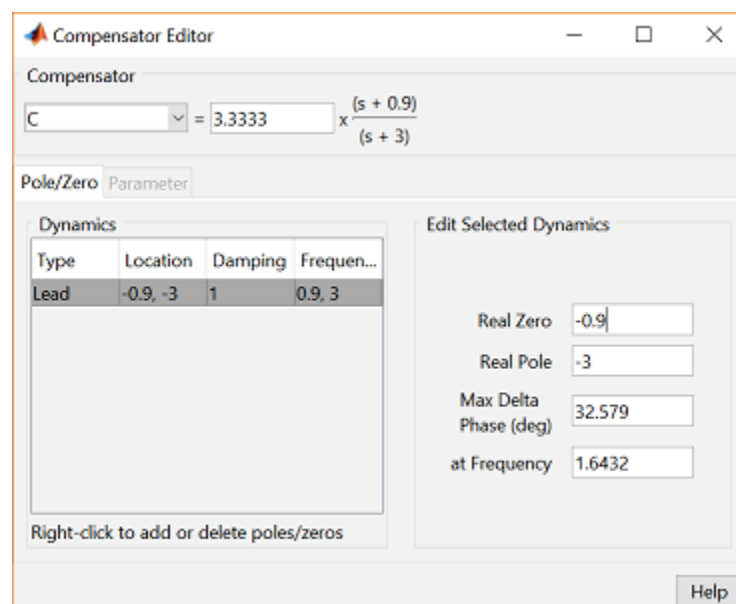 Compensator Editor
Compensator
C = 3.3333 x (s + 0.9)
(s + 3)
Pole/Zero Parameter
Dynamics
Type Location Damping Frequen...
Lead -0.9, -3 1 0.9, 3
Right-click to add or delete poles/zeros
Edit Selected Dynamics
Real Zero -0.9
Real Pole -3
Max Delta
Phase (deg) 32.579
at Frequency 1.6432
Help